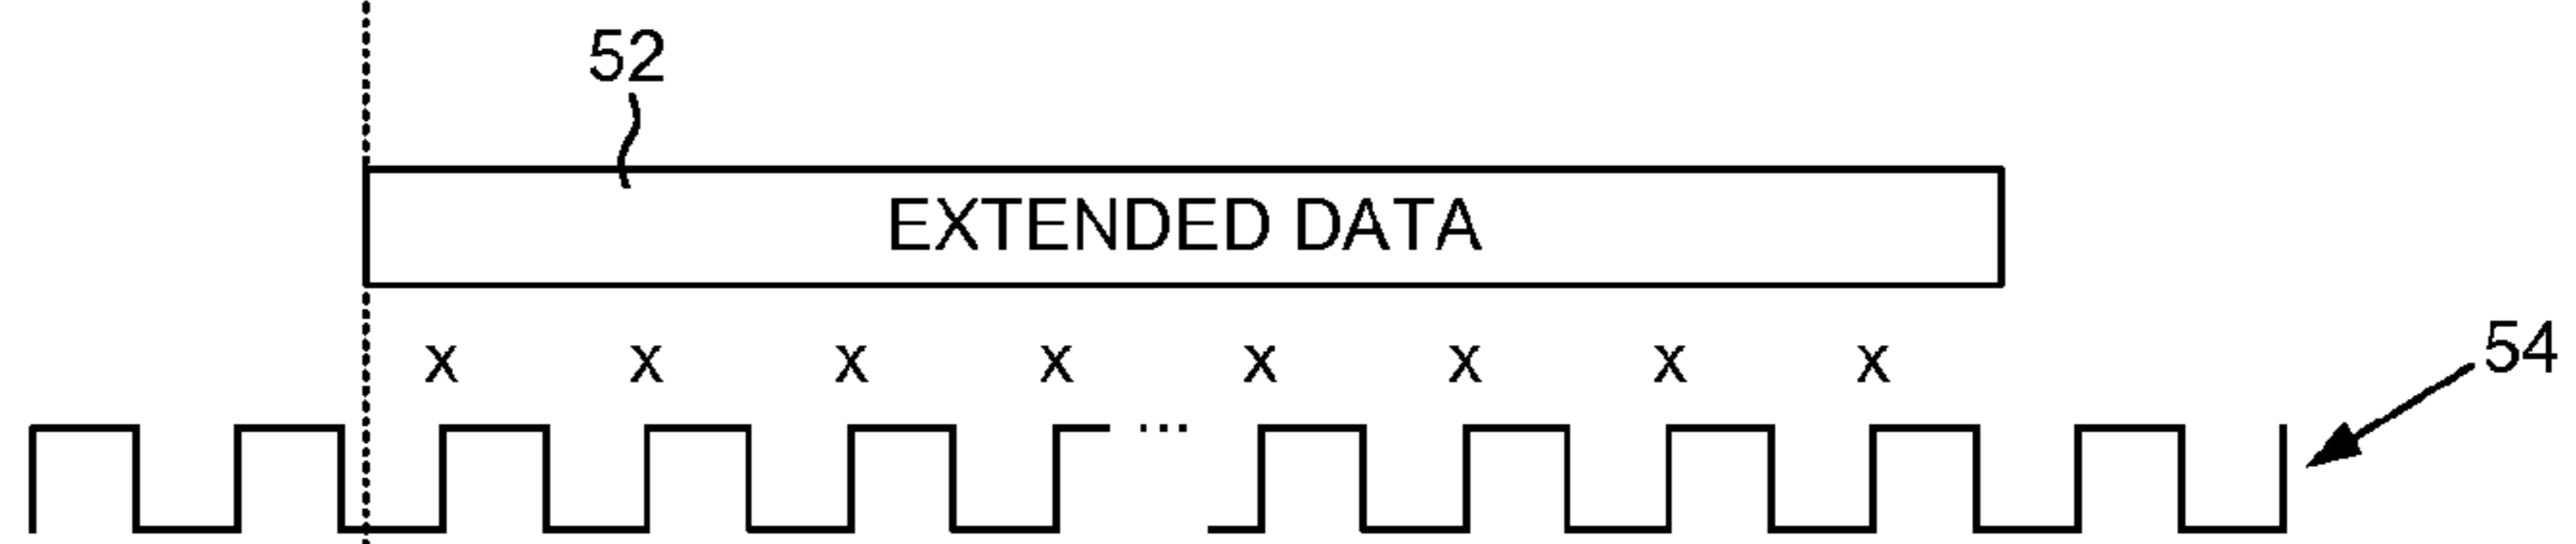 52
EXTENDED DATA
x x x x x x x x
54
...